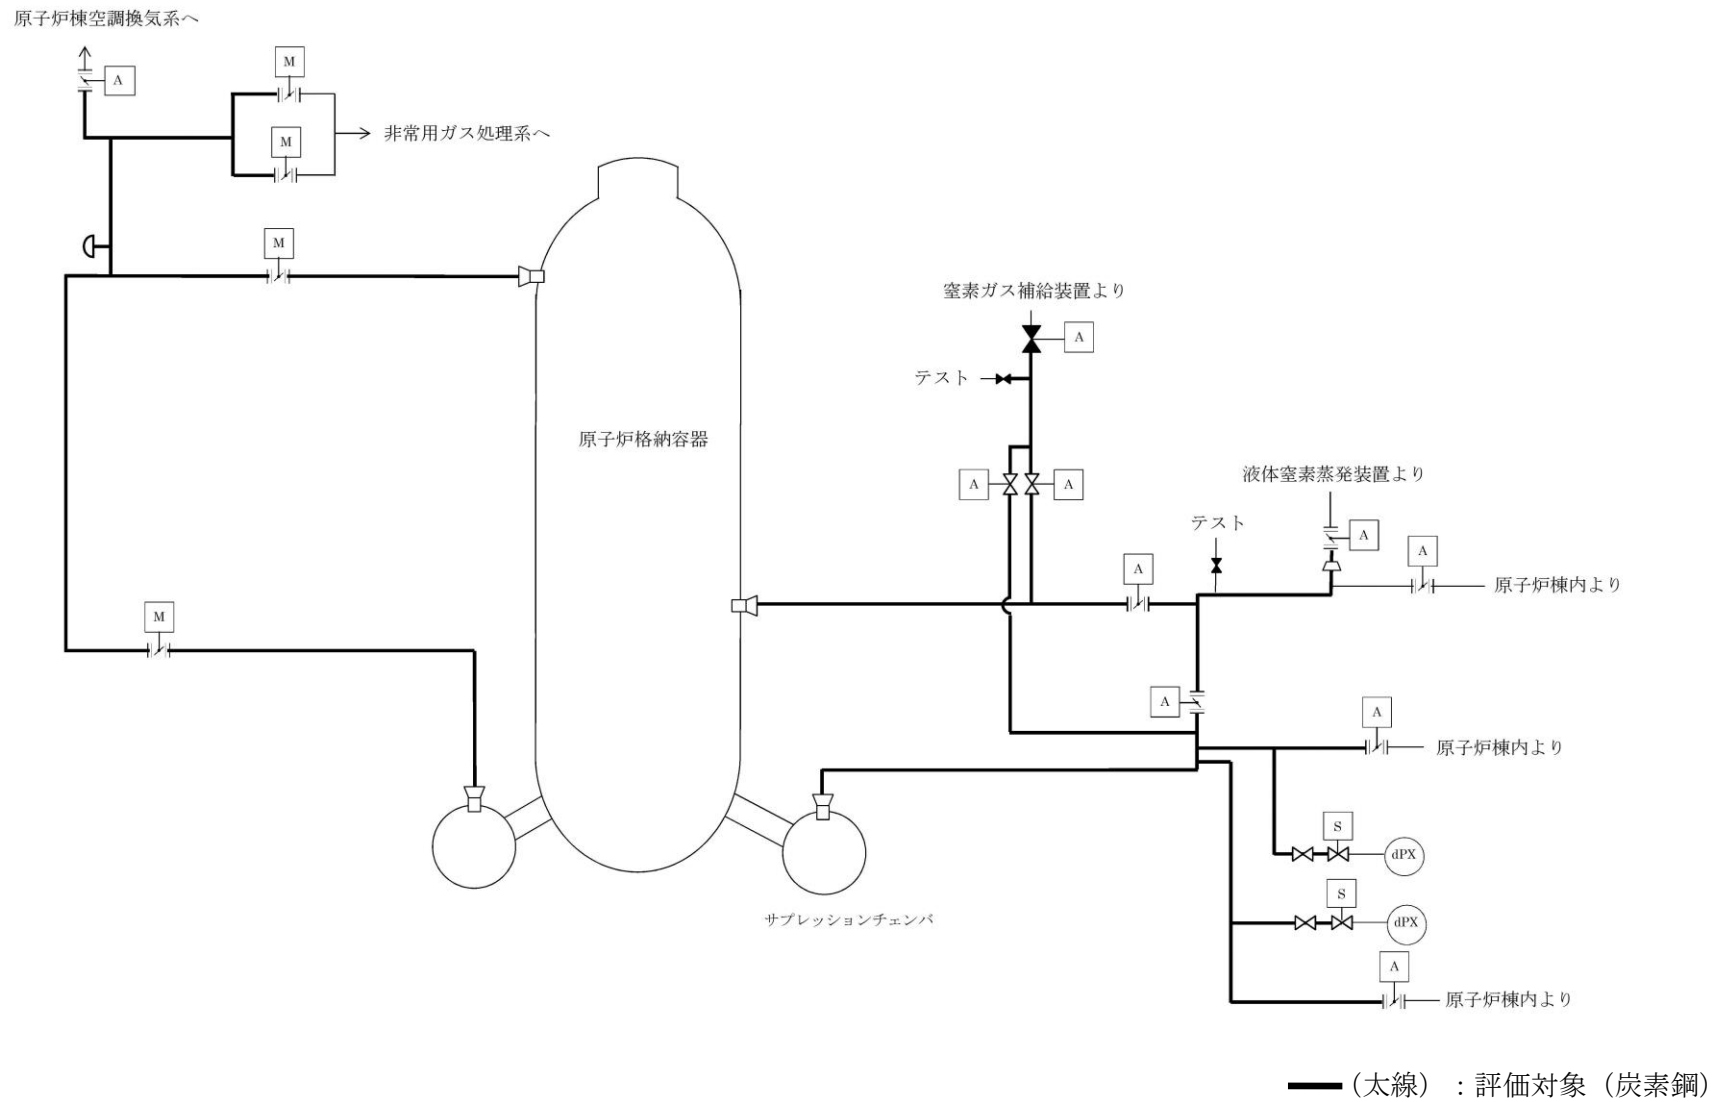 原子炉棟空調換気系へ
A
M
非常用ガス処理系へ
M
M
窒素ガス補給装置より
A
テスト
原子炉格納容器
A
A
液体窒素蒸発装置より
テスト
A
A
A
原子炉棟内より
M
A
A
原子炉棟内より
S
dPX
S
dPX
サプレッションチェンバ
A
原子炉棟内より
(太線) : 評価対象 (炭素鋼)